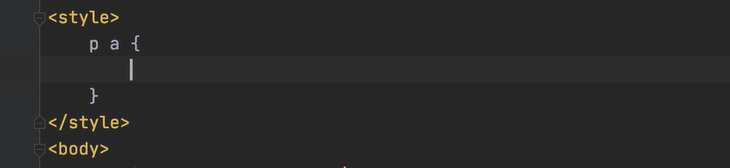 <style>
p a {
}
</style>
<body>